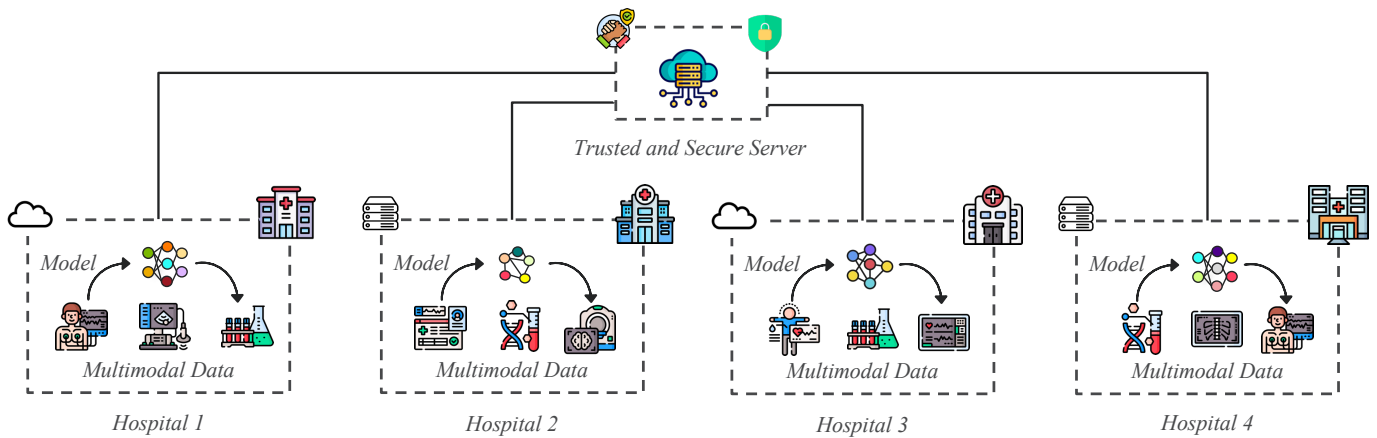 Trusted and Secure Server
Model
Multimodal Data
Hospital 1
Model
Multimodal Data
Hospital 2
Model
Multimodal Data
Hospital 3
Model
Multimodal Data
Hospital 4